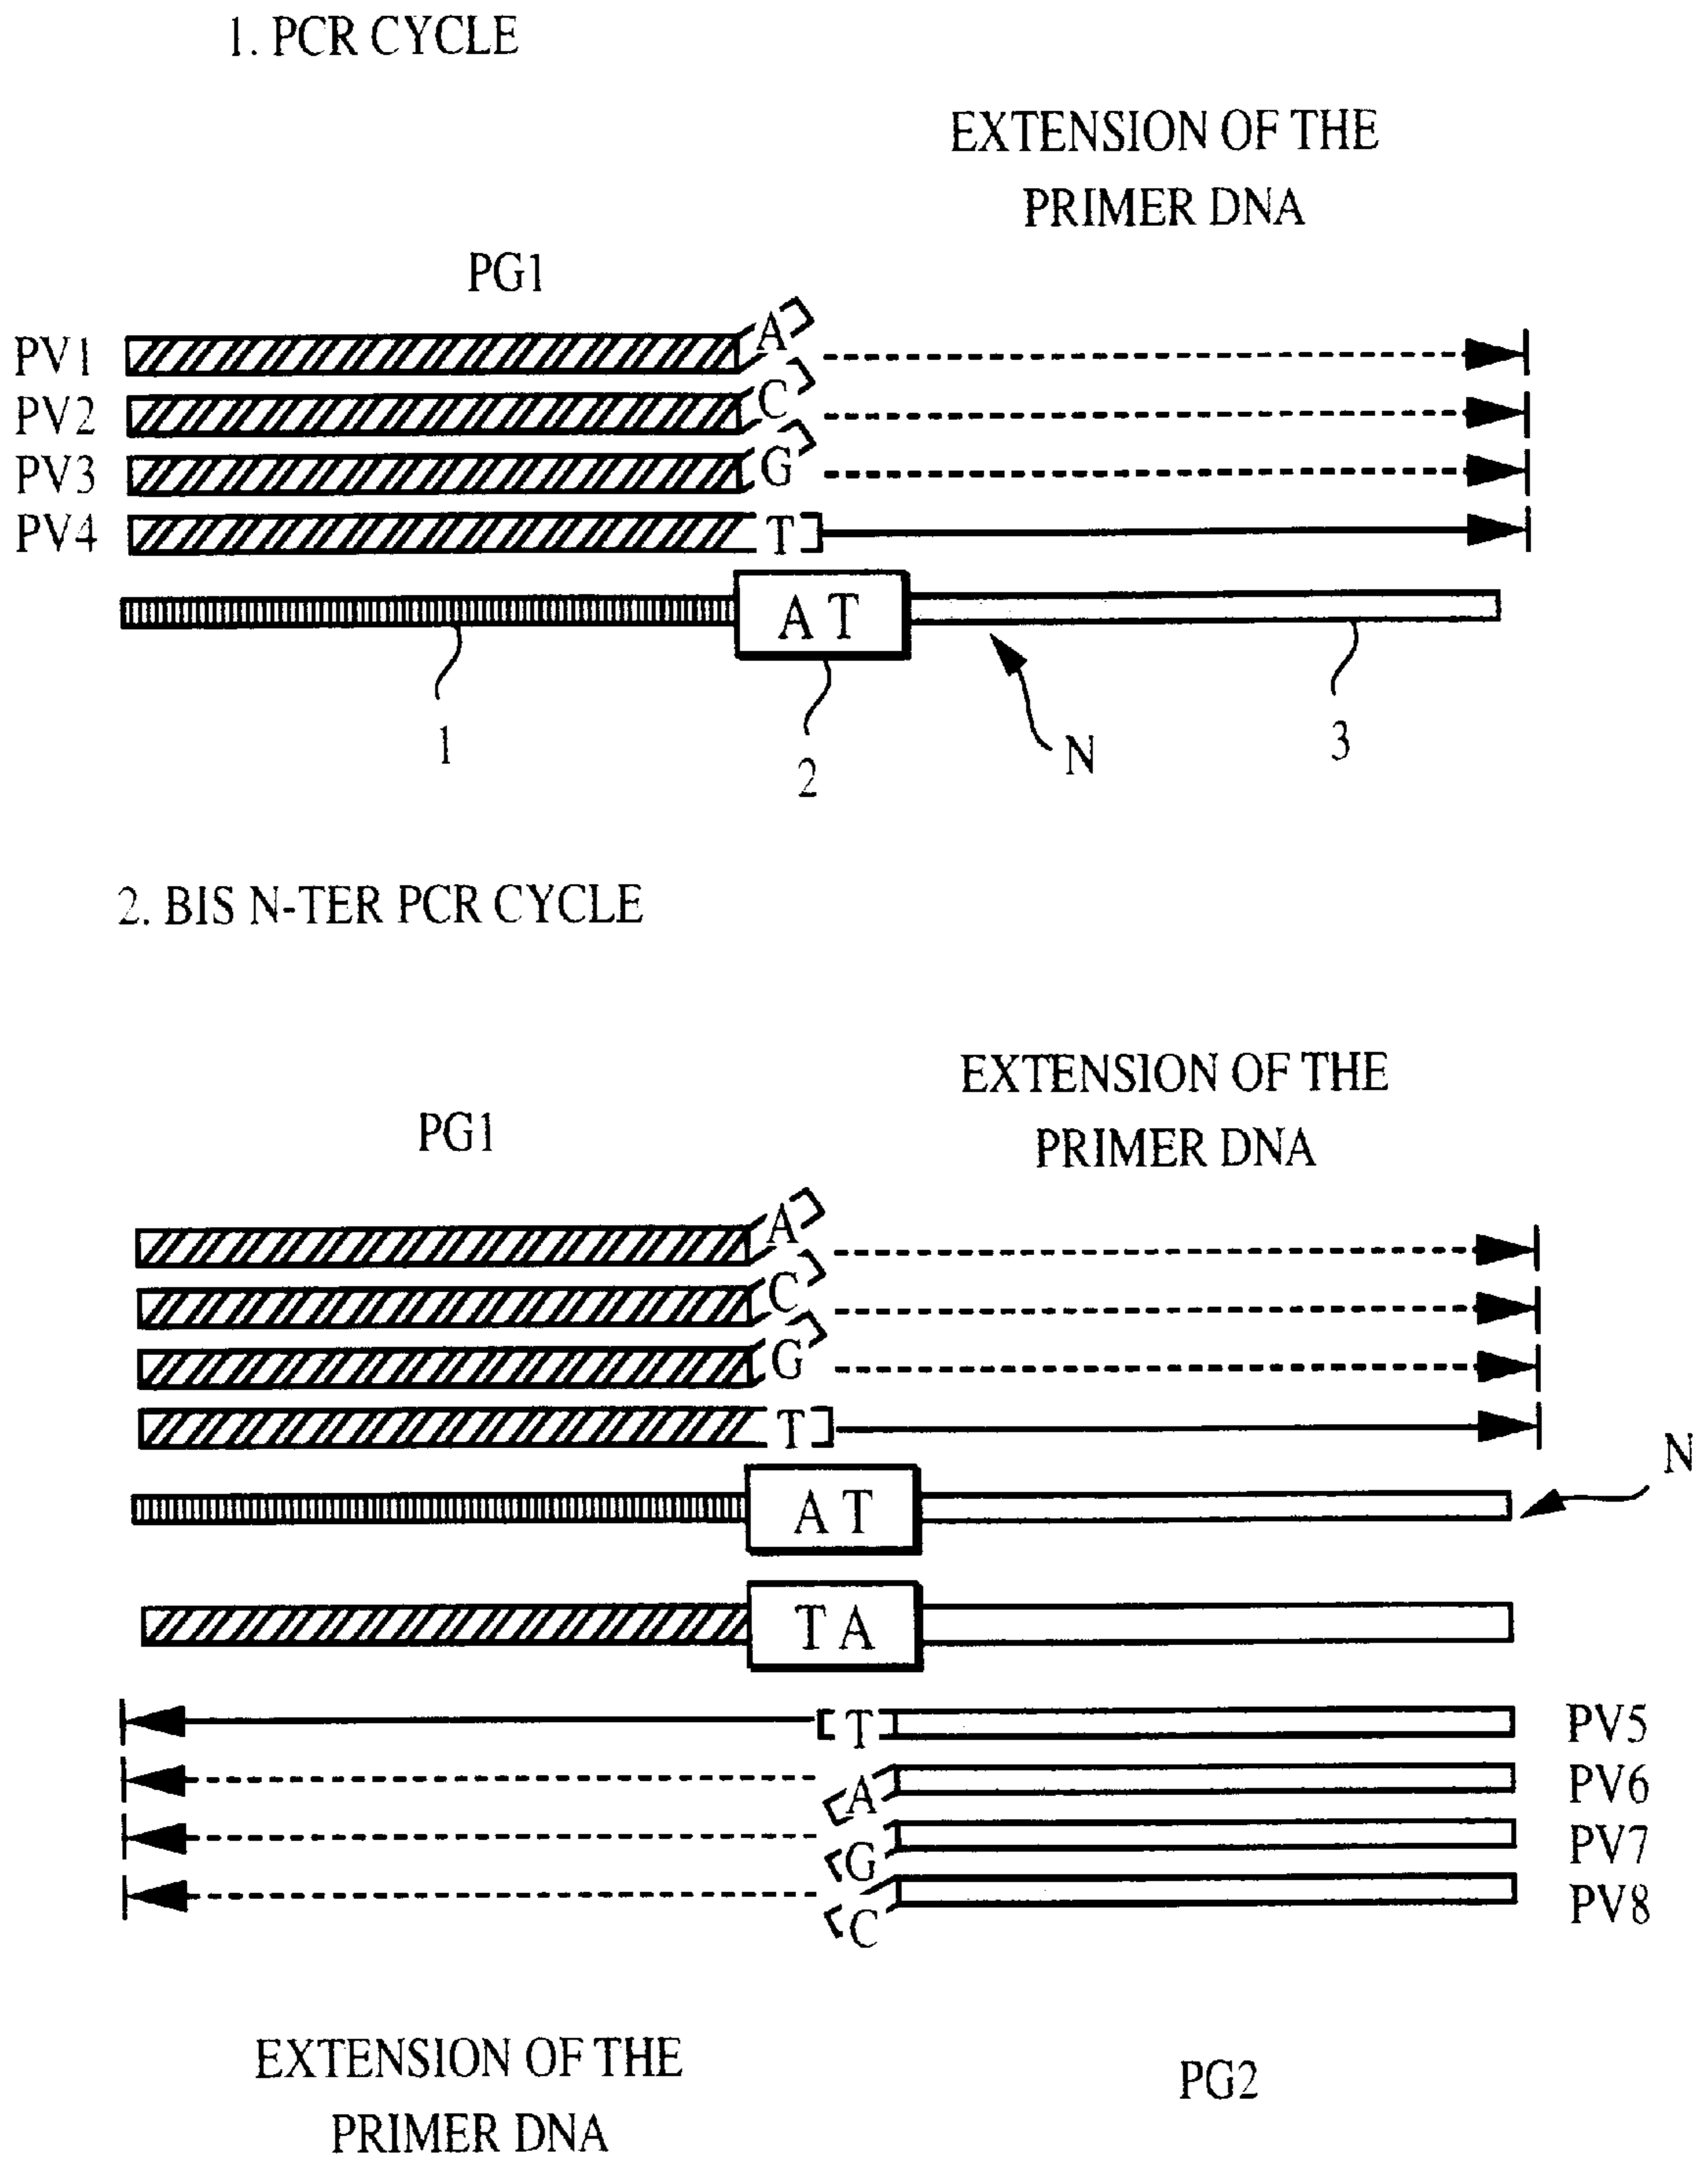 1. PCR CYCLE
EXTENSION OF THE
PRIMER DNA
PG1
A
PV1
C
PV2
G
PV3
T
PV4
A T
1
2
N
3
2. BIS N-TER PCR CYCLE
EXTENSION OF THE
PRIMER DNA
PG1
A
C
G
T
N
A T
T A
T
PV5
A
PV6
G
PV7
C
PV8
EXTENSION OF THE
PRIMER DNA
PG2